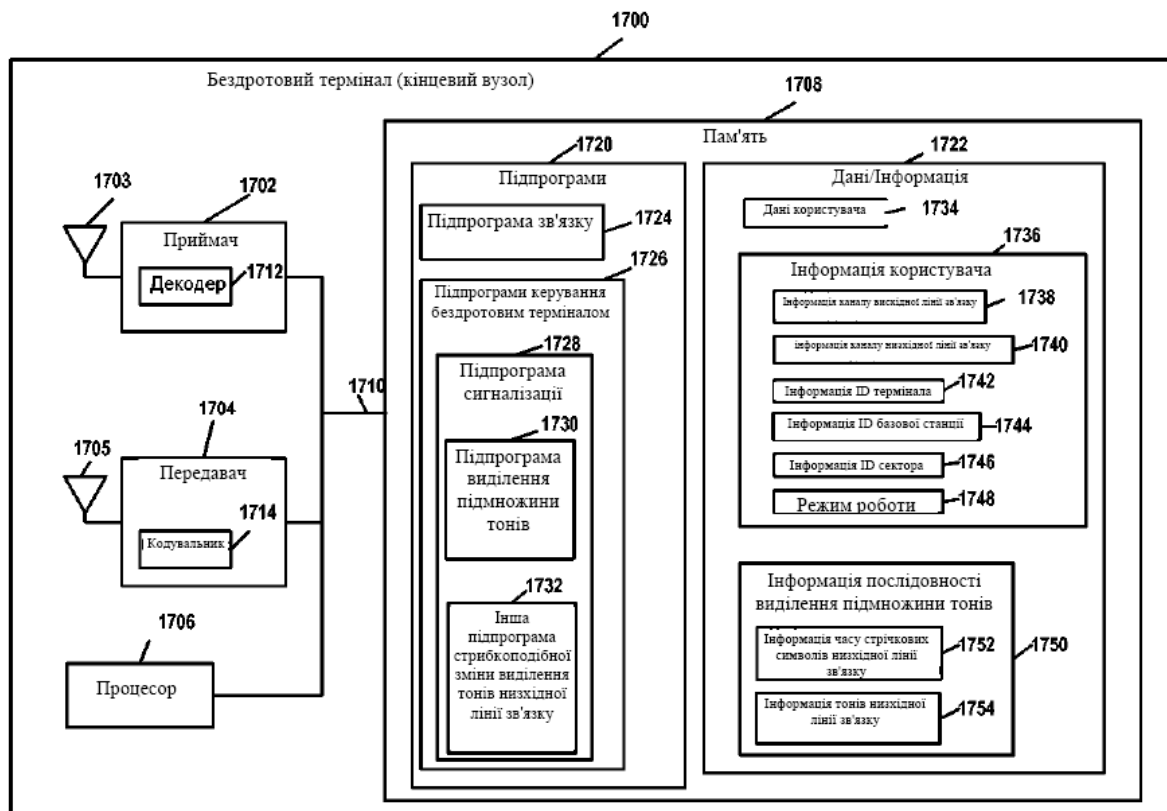 1700
Бездротовий термінал (кінцевий вузол)
1708
Пам'ять
1703
1702
Приймач
Декодер
1712
1705
1704
Передавач
Кодувальник
1714
1706
Процесор
1710
1720
Підпрограми
Підпрограма зв'язку
1724
1726
Підпрограми керування
бездротовим терміналом
1728
Підпрограма
сигналізації
1730
Підпрограма
виділення
підмножини
тонів
1732
Інша
підпрограма
стрибкоподібної
зміни виділення
тонів низхідної
лінії зв'язку
1722
Дані/Інформація
Дані користувача
1734
1736
Інформація користувача
Інформація каналу висхідної лінії зв'язку
1738
інформація каналу низхідної лінії зв'язку
1740
Інформація ID термінала
1742
Інформація ID базової станції
1744
Інформація ID сектора
1746
Режим роботи
1748
Інформація послідовності
виділення підмножини тонів
1750
Інформація часу стрічкових
символів низхідної лінії
зв'язку
1752
Інформація тонів низхідної
лінії зв'язку
1754